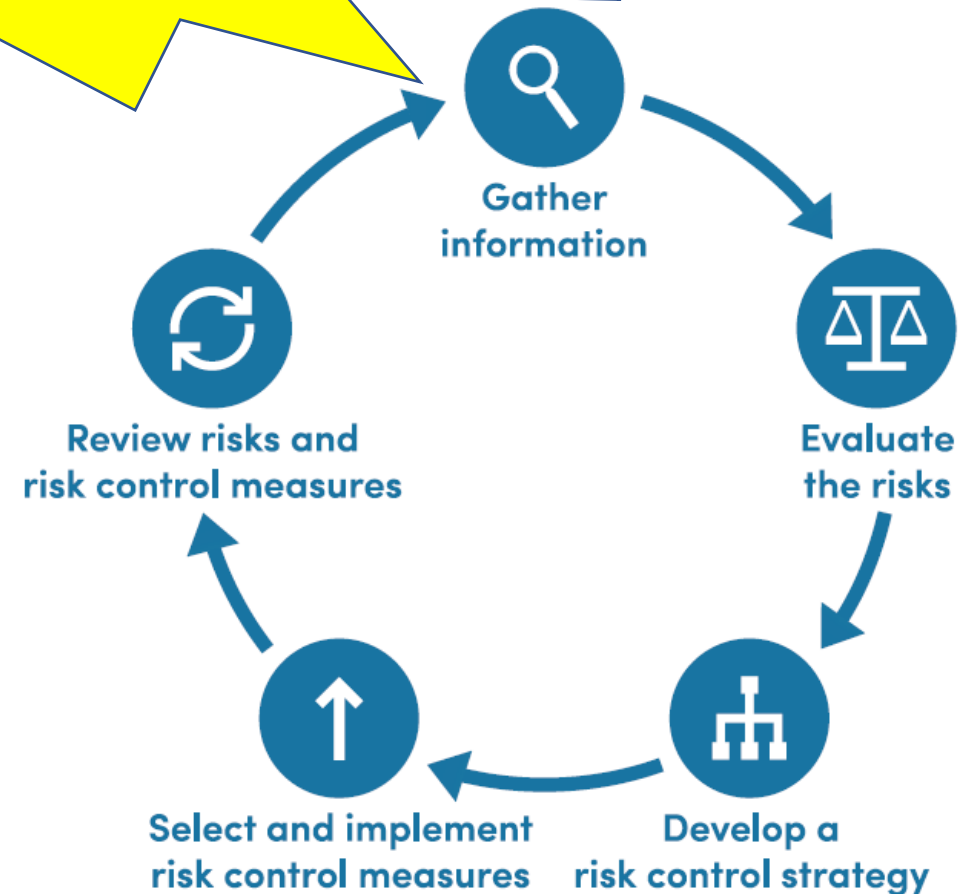 Gather
information
Evaluate
the risks
Develop a
risk control strategy
Select and implement
risk control measures
Review risks and
risk control measures